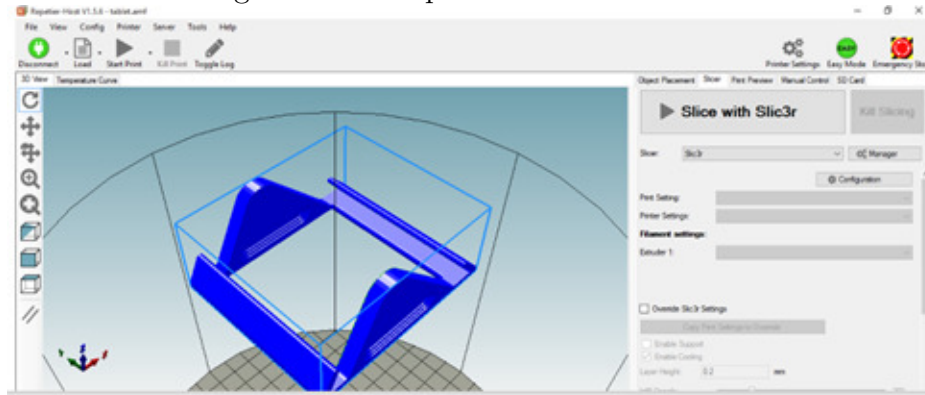 Repetier-Host V1.5.6 - tablet.amf
File View Config Printer Server Tools Help
Disconnect Load Start Print Kill Print Toggle Log
Printer Settings Easy Mode Emergency Sto
EASY
3D View Temperature Curve
Object Placement Slicer Print Preview Manual Control SD Card
Slice with Slic3r
Kill Slicing
Slicer: Slic3r Manager
Configuration
Print Setting:
Printer Settings:
Filament settings:
Extruder 1:
Override Slic3r Settings
Copy Print Settings to Override
Enable Support
Enable Cooling
Layer Height: 0.2 mm